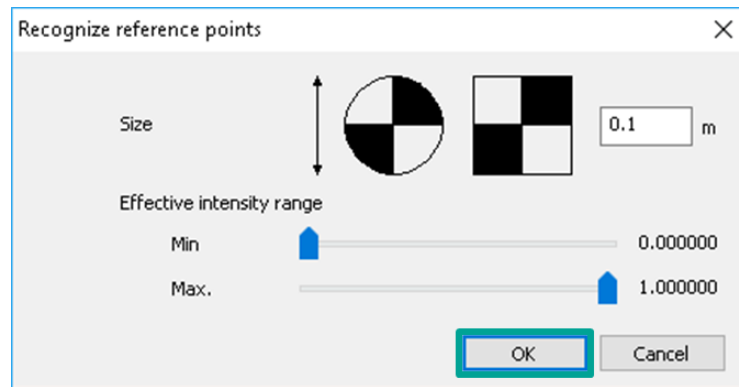 Recognize reference points
Size
0.1 m
Effective intensity range
Min 0.000000
Max. 1.000000
OK Cancel